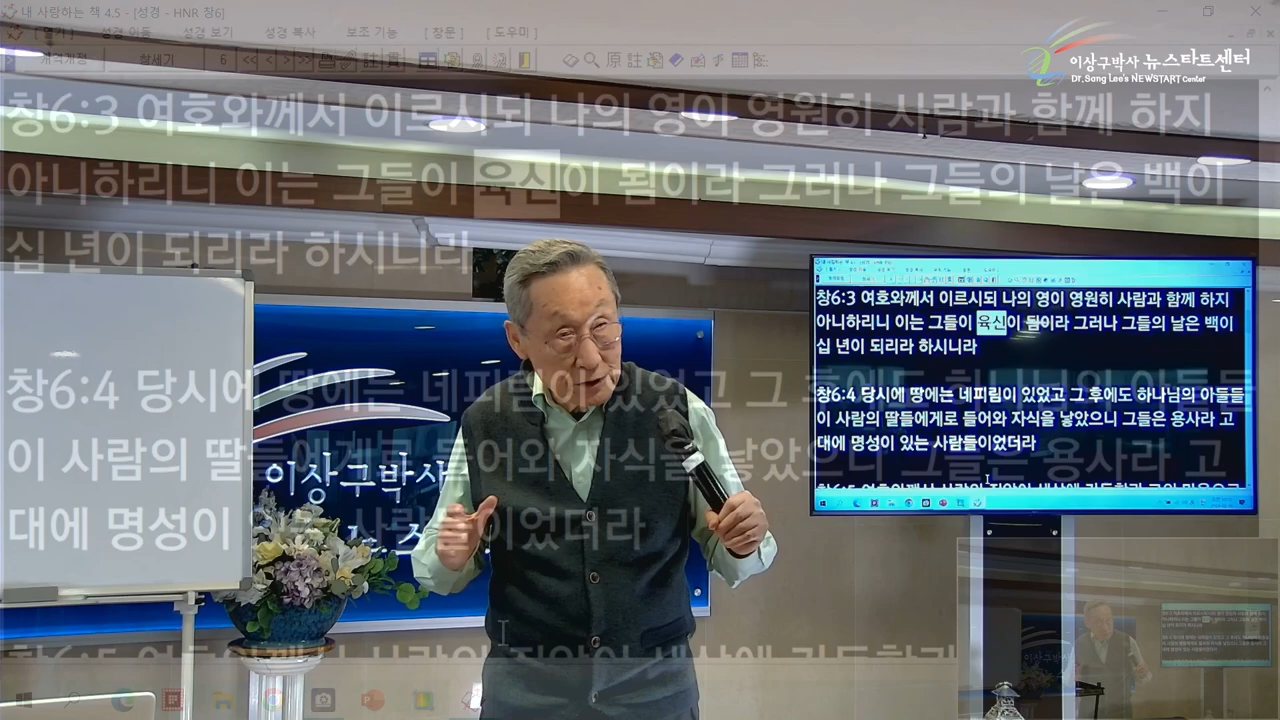 내 사랑하는 책 4.5 - [성경 - HNR 창6]
[ 열기 ] 성경 이동 성경 보기 성경 복사 보조 기능 [ 창문 ] [ 도우미 ]
개역개정 창세기 6
이상구박사 뉴스타트센터
Dr.Sang Lee's NEWSTART Center
창6:3 여호와께서 이르시되 나의 영이 영원히 사람과 함께 하지
아니하리니 이는 그들이 육신이 됨이라 그러나 그들의 날은 백이
십 년이 되리라 하시니라
창6:4 당시에 땅에는 네피림이 있었고 그 후에도 하나님의 아들들
이 사람의 딸들에게로 들어와 자식을 낳았으니 그들은 용사라 고
대에 명성이 있는 사람들이었더라
창6:3 여호와께서 이르시되 나의 영이 영원히 사람과 함께 하지
아니하리니 이는 그들이 육신이 됨이라 그러나 그들의 날은 백이
십 년이 되리라 하시니라
창6:4 당시에 땅에는 네피림이 있었고 그 후에도 하나님의 아들들
이 사람의 딸들에게로 들어와 자식을 낳았으니 그들은 용사라 고
대에 명성이 있는 사람들이었더라
이상구박사